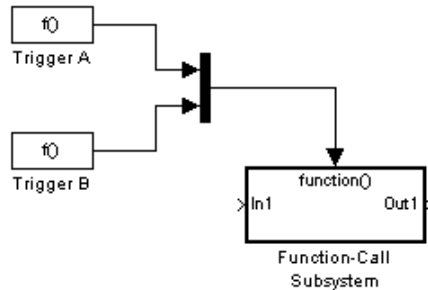 f()
Trigger A
f()
Trigger B
function()
In1
Out1
Function-Call
Subsystem